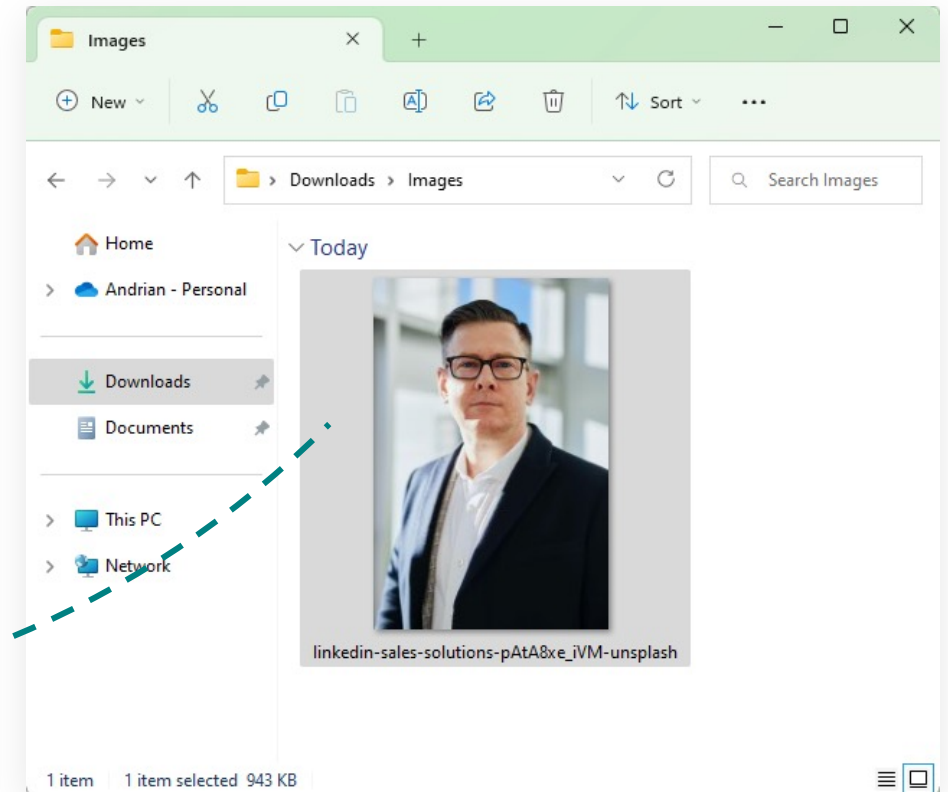 Images
New
Sort
Downloads > Images
Search Images
Home
Andrian - Personal
Downloads
Documents
This PC
Network
Today
linkedin-sales-solutions-pAtA8xe_iVM-unsplash
1 item 1 item selected 943 KB